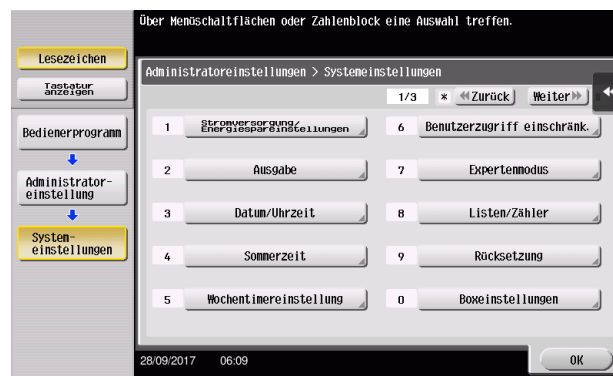 Über Menüschaltflächen oder Zahlenblock eine Auswahl treffen.
Lesezeichen
Tastatur
anzeigen
Bedienerprogramm
Administrator-
einstellung
System-
einstellungen
Administratoreinstellungen > Systemeinstellungen
1/3 * Zurück Weiter
1 Stromversorgung/
Energiespareinstellungen
6 Benutzerzugriff einschränk.
2 Ausgabe
7 Expertenmodus
3 Datum/Uhrzeit
8 Listen/Zähler
4 Sommerzeit
9 Rücksetzung
5 Wochentimereinstellung
0 Boxeinstellungen
28/09/2017 06:09
OK